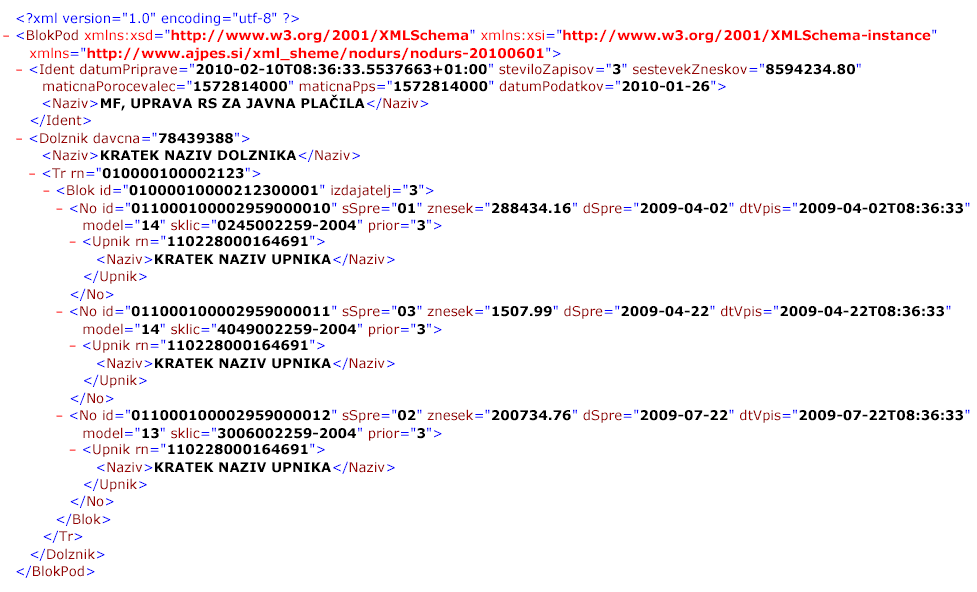 <?xml version="1.0" encoding="utf-8" ?>
- <BlokPod xmlns:xsd="http://www.w3.org/2001/XMLSchema" xmlns:xsi="http://www.w3.org/2001/XMLSchema-instance"
xmlns="http://www.ajpes.si/xml_sheme/nodurs/nodurs-20100601">
- <Ident datumPriprave="2010-02-10T08:36:33.5537663+01:00" steviloZapisov="3" sestevekZneskov="8594234.80"
maticnaPorocevalec="1572814000" maticnaPps="1572814000" datumPodatkov="2010-01-26">
<Naziv>MF, UPRAVA RS ZA JAVNA PLAČILA</Naziv>
</Ident>
- <Dolznik davcna="78439388">
<Naziv>KRATEK NAZIV DOLZNIKA</Naziv>
- <Tr rn="010000100002123">
- <Blok id="01000010000212300001" izdajatelj="3">
- <No id="011000100002959000010" sSpre="01" znesek="288434.16" dSpre="2009-04-02" dtVpis="2009-04-02T08:36:33"
model="14" sklic="0245002259-2004" prior="3">
- <Upnik rn="110228000164691">
<Naziv>KRATEK NAZIV UPNIKA</Naziv>
</Upnik>
</No>
- <No id="011000100002959000011" sSpre="03" znesek="1507.99" dSpre="2009-04-22" dtVpis="2009-04-22T08:36:33"
model="14" sklic="4049002259-2004" prior="3">
- <Upnik rn="110228000164691">
<Naziv>KRATEK NAZIV UPNIKA</Naziv>
</Upnik>
</No>
- <No id="011000100002959000012" sSpre="02" znesek="200734.76" dSpre="2009-07-22" dtVpis="2009-07-22T08:36:33"
model="13" sklic="3006002259-2004" prior="3">
- <Upnik rn="110228000164691">
<Naziv>KRATEK NAZIV UPNIKA</Naziv>
</Upnik>
</No>
</Blok>
</Tr>
</Dolznik>
</BlokPod>